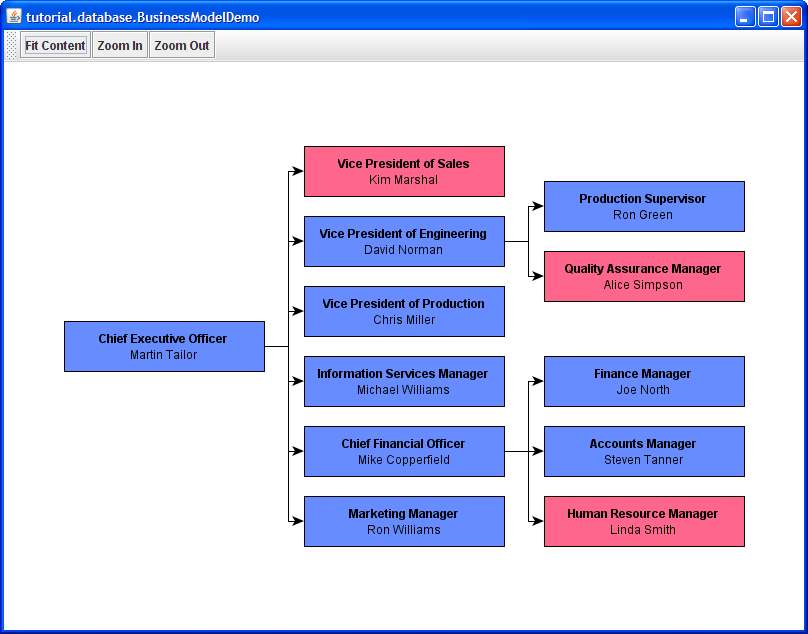 tutorial.database.BusinessModelDemo
Fit Content Zoom In Zoom Out
Chief Executive Officer
Martin Tailor
Vice President of Sales
Kim Marshal
Vice President of Engineering
David Norman
Vice President of Production
Chris Miller
Information Services Manager
Michael Williams
Chief Financial Officer
Mike Copperfield
Marketing Manager
Ron Williams
Production Supervisor
Ron Green
Quality Assurance Manager
Alice Simpson
Finance Manager
Joe North
Accounts Manager
Steven Tanner
Human Resource Manager
Linda Smith